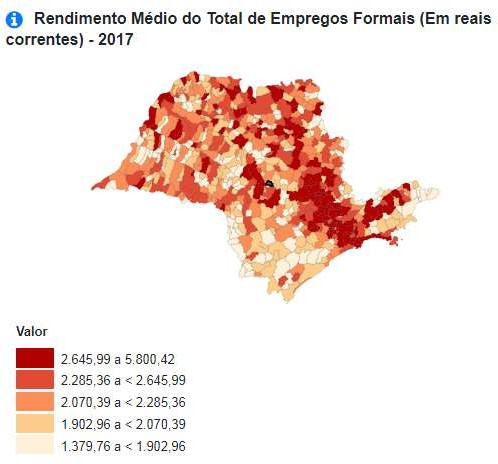 Rendimento Médio do Total de Empregos Formais (Em reais
correntes) - 2017
Valor
2.645,99 a 5.800,42
2.285,36 a < 2.645,99
2.070,39 a < 2.285,36
1.902,96 a < 2.070,39
1.379,76 a < 1.902,96